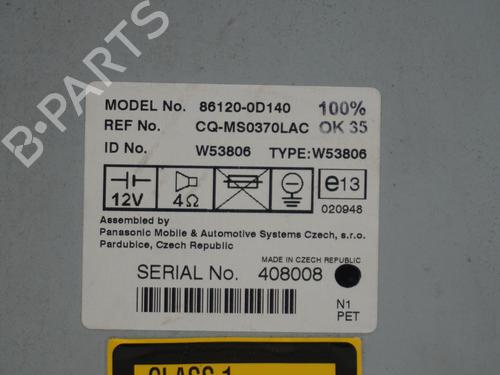 MODEL No. 86120-0D140 100%
REF No. CQ-MS0370LAC OK 35
ID No. W53806 TYPE:W53806
12V 4Ω e13
020948
Assembled by
Panasonic Mobile & Automotive Systems Czech, s.r.o.
Pardubice, Czech Republic
MADE IN CZECH REPUBLIC
SERIAL No. 408008
N1
PET
B-PARTS
CLASS 1